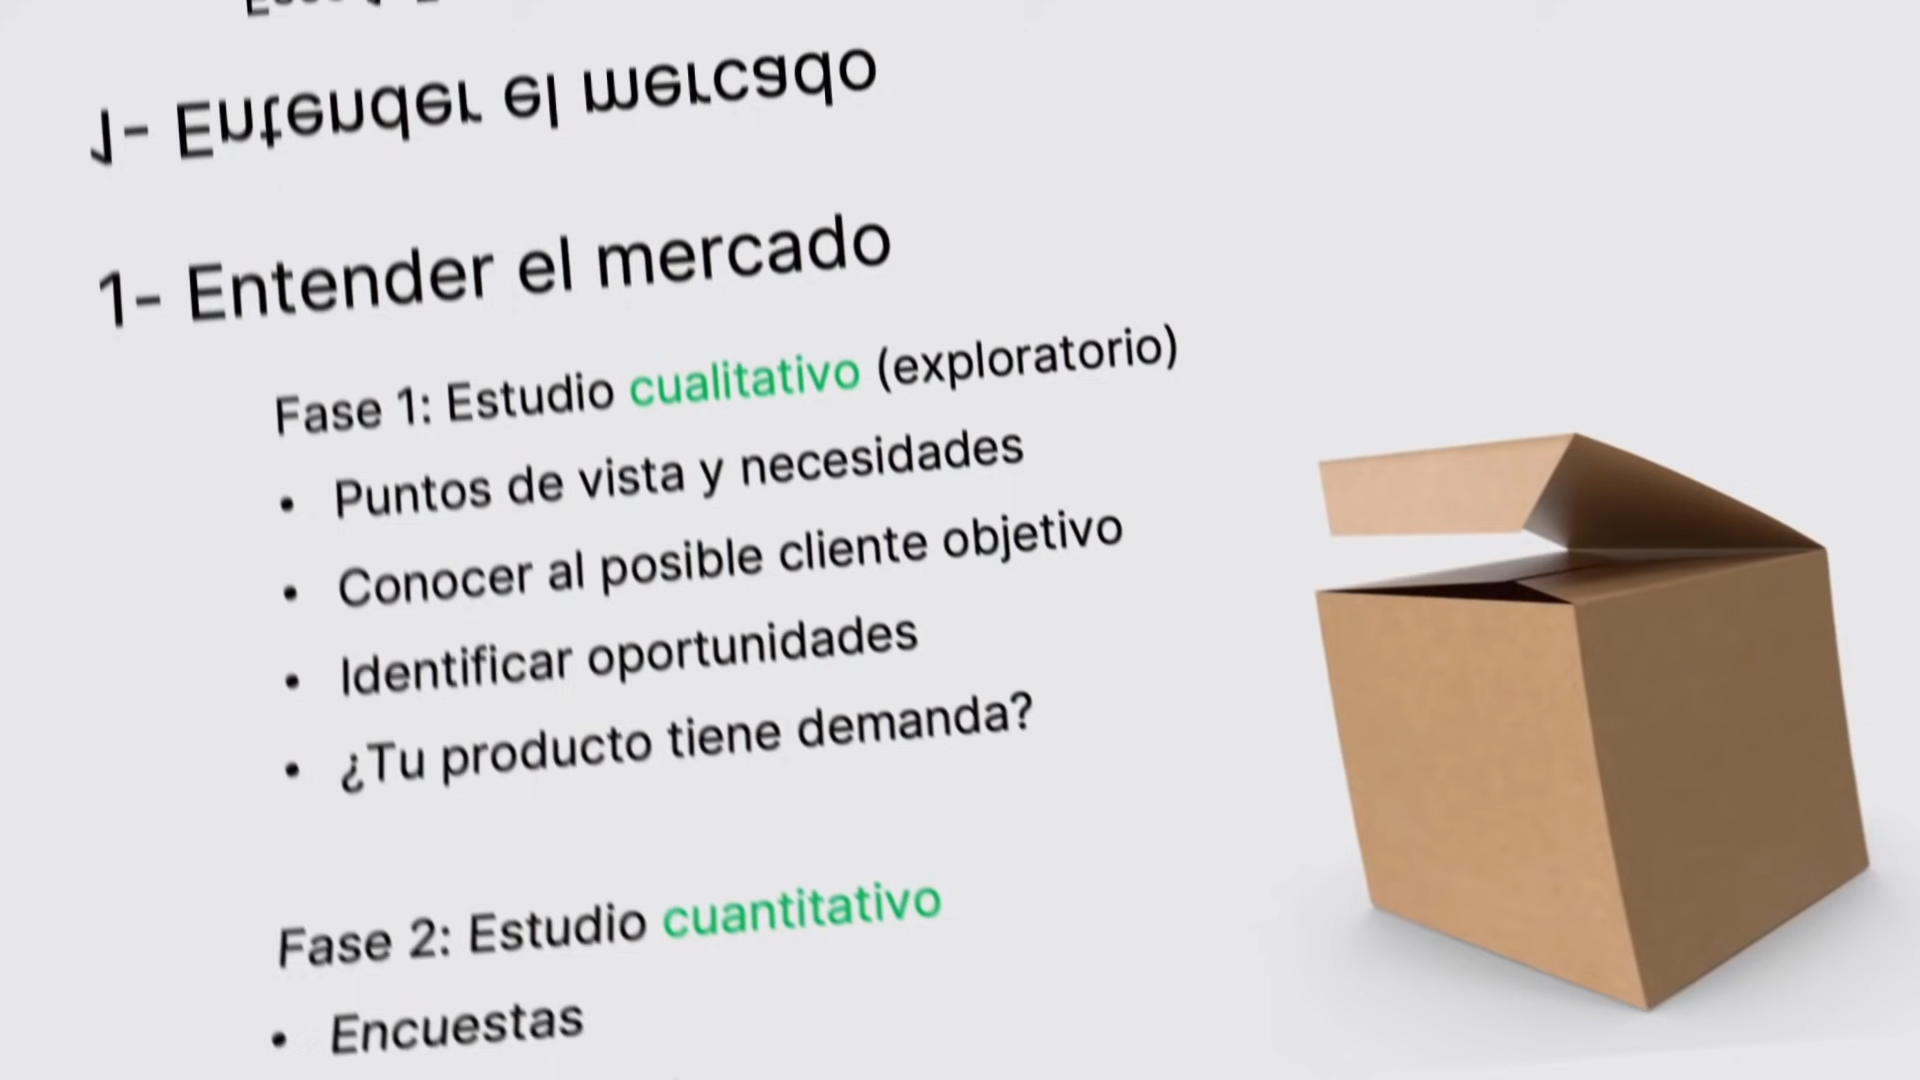 1- Entender el mercado
1- Entender el mercado
Fase 1: Estudio cualitativo (exploratorio)
• Puntos de vista y necesidades
• Conocer al posible cliente objetivo
• Identificar oportunidades
• ¿Tu producto tiene demanda?
Fase 2: Estudio cuantitativo
• Encuestas